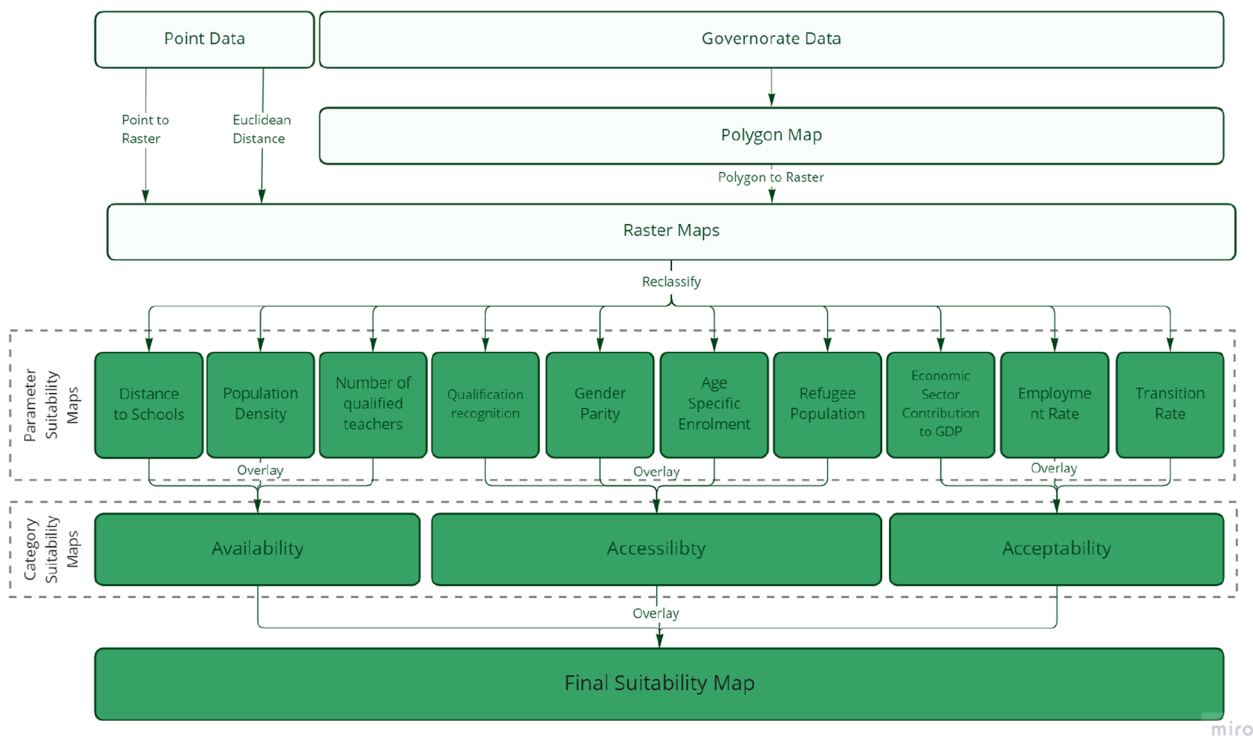 Point Data
Governorate Data
Point to
Raster
Euclidean
Distance
Polygon Map
Polygon to Raster
Raster Maps
Reclassify
Parameter
Suitability
Maps
Distance
to Schools
Population
Density
Number of
qualified
teachers
Qualification
recognition
Gender
Parity
Age
Specific
Enrolment
Refugee
Population
Economic
Sector
Contribution
to GDP
Employme
nt Rate
Transition
Rate
Overlay
Overlay
Overlay
Category
Suitability
Maps
Availability
Accessilibty
Acceptability
Overlay
Final Suitability Map
miro